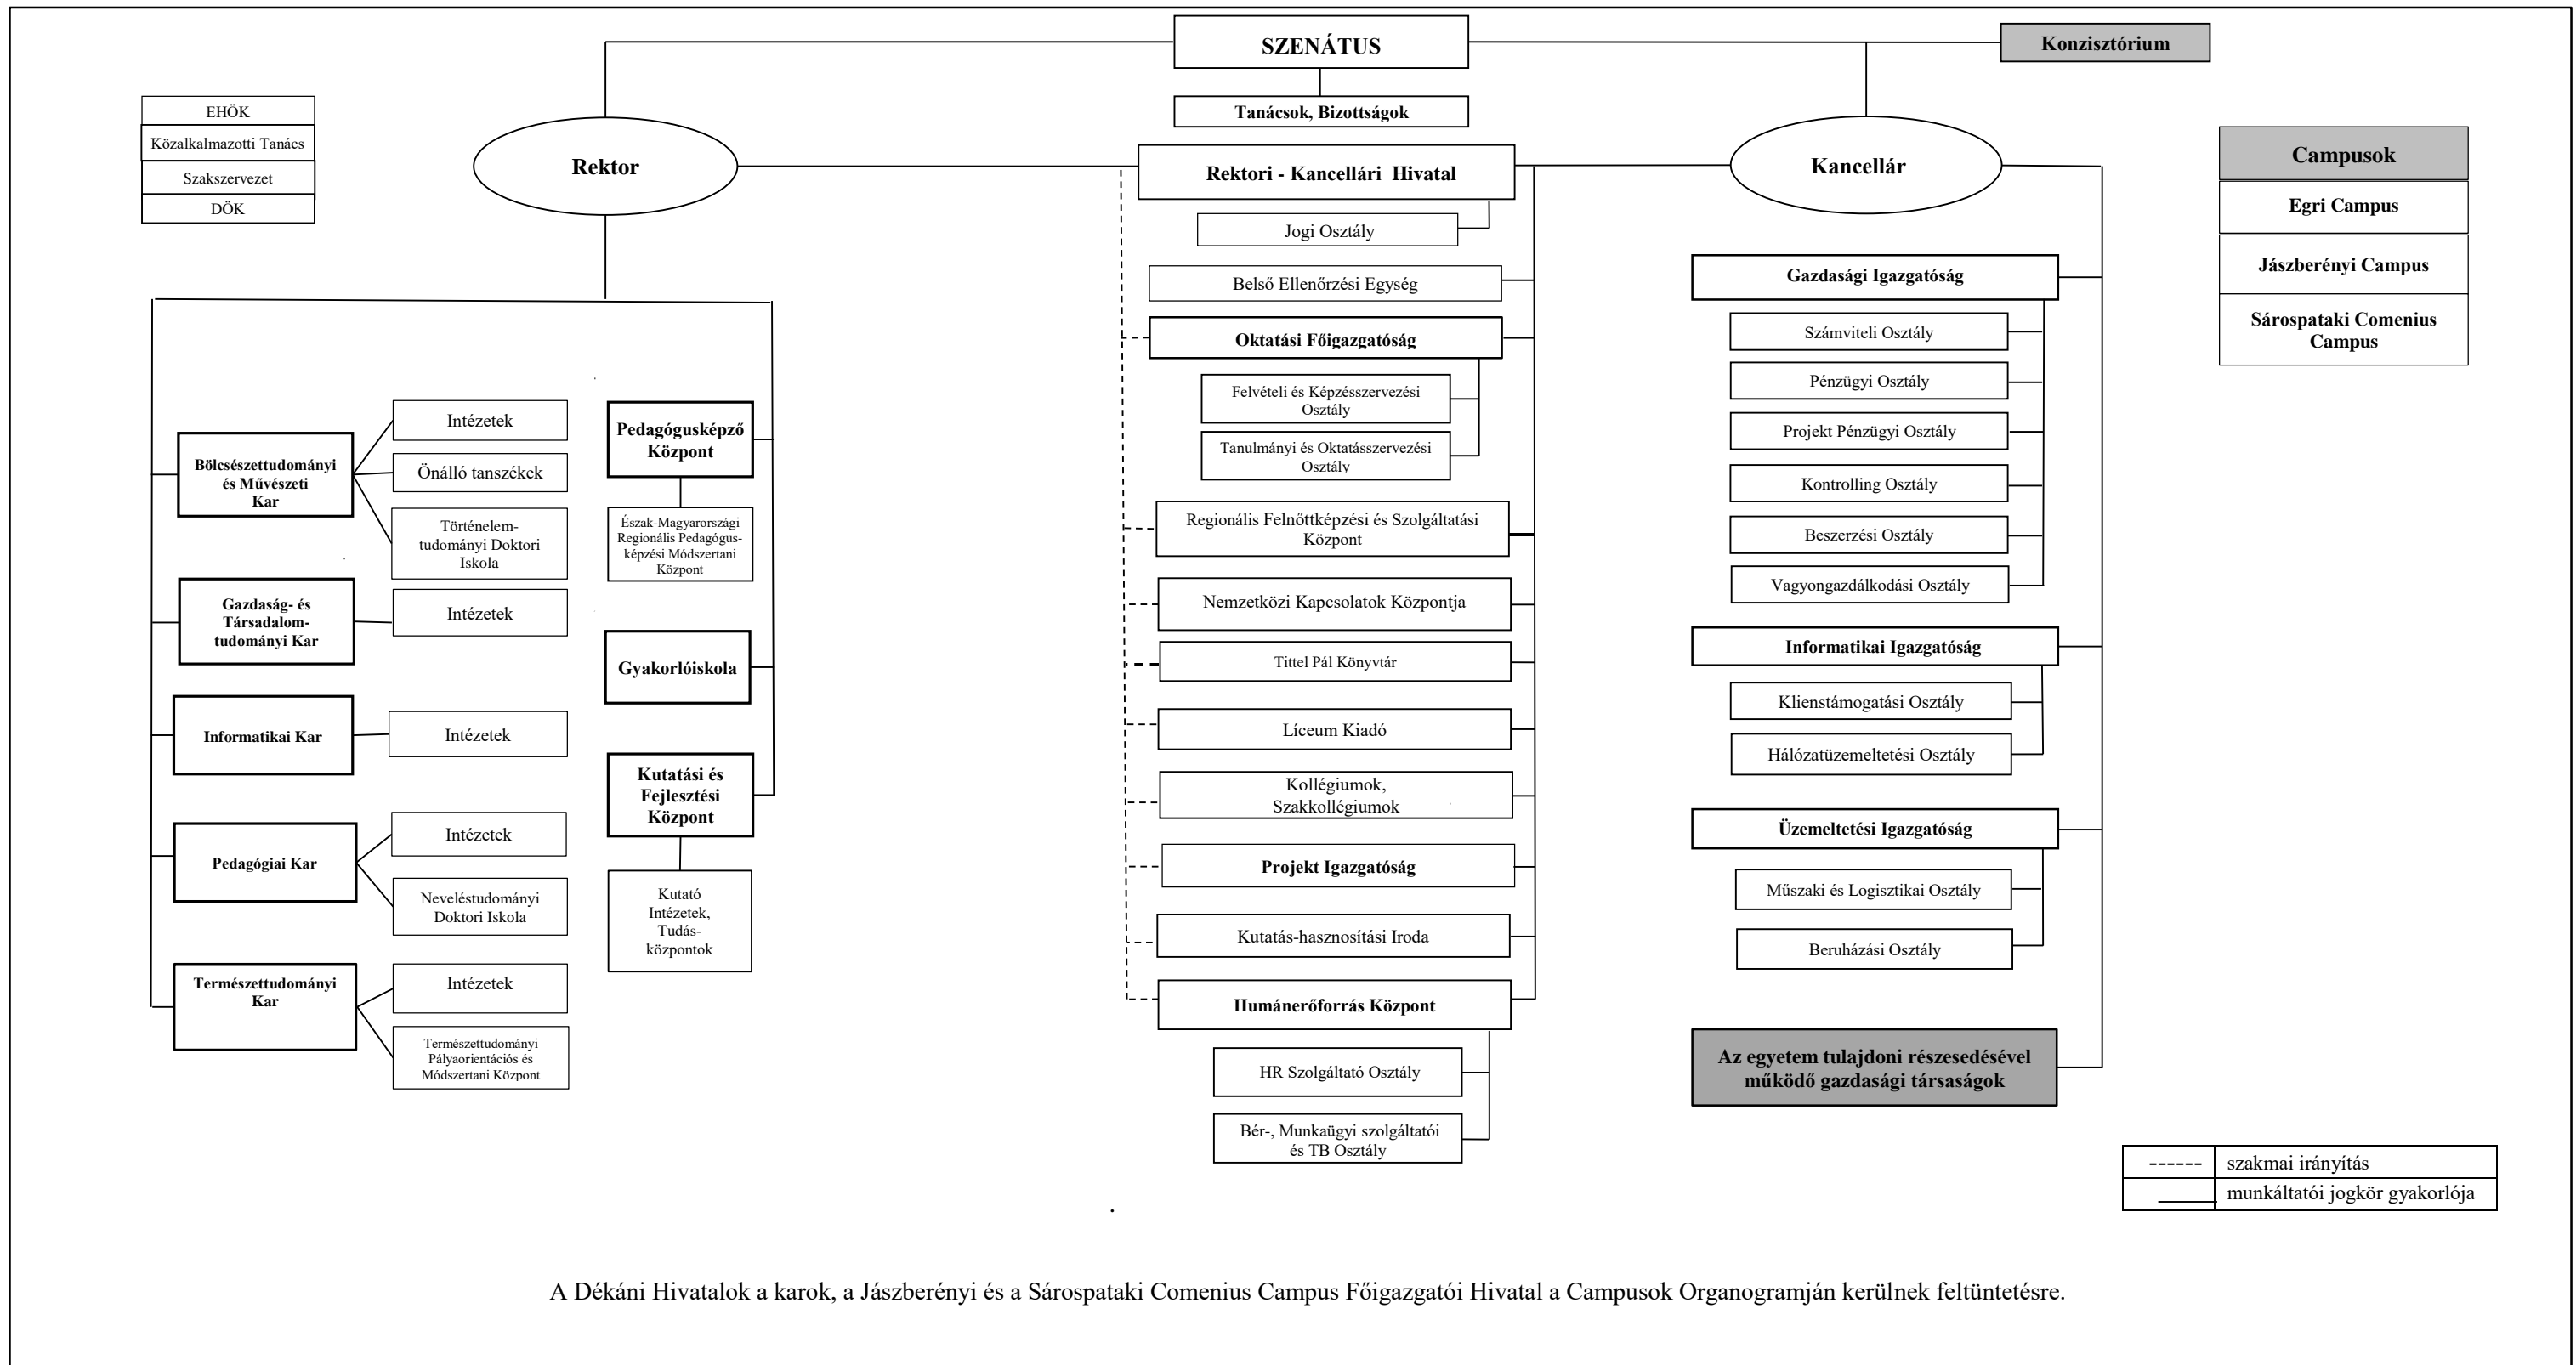 SZENÁTUS
Konzisztórium
Tanácsok, Bizottságok
EHÖK
Közalkalmazotti Tanács
Szakszervezet
DÖK
Rektor
Rektori - Kancellári Hivatal
Kancellár
Campusok
Egri Campus
Jászberényi Campus
Sárospataki Comenius
Campus
Bölcsészettudományi
és Művészeti
Kar
Intézetek
Önálló tanszékek
Történelem-
tudományi Doktori
Iskola
Gazdaság- és
Társadalom-
tudományi Kar
Intézetek
Informatikai Kar
Intézetek
Pedagógiai Kar
Intézetek
Neveléstudományi
Doktori Iskola
Természettudományi
Kar
Intézetek
Természettudományi
Pályaorientációs és
Módszertani Központ
Pedagógusképző
Központ
Észak-Magyarországi
Regionális Pedagógus-
képzési Módszertani
Központ
Gyakorlóiskola
Kutatási és
Fejlesztési
Központ
Kutató
Intézetek,
Tudás-
központok
Jogi Osztály
Belső Ellenőrzési Egység
Oktatási Főigazgatóság
Felvételi és Képzésszervezési
Osztály
Tanulmányi és Oktatásszervezési
Osztály
Regionális Felnőttképzési és Szolgáltatási
Központ
Nemzetközi Kapcsolatok Központja
Tittel Pál Könyvtár
Líceum Kiadó
Kollégiumok,
Szakkollégiumok
Projekt Igazgatóság
Kutatás-hasznosítási Iroda
Humánerőforrás Központ
HR Szolgáltató Osztály
Bér-, Munkaügyi szolgáltatói
és TB Osztály
Gazdasági Igazgatóság
Számviteli Osztály
Pénzügyi Osztály
Projekt Pénzügyi Osztály
Kontrolling Osztály
Beszerzési Osztály
Vagyongazdálkodási Osztály
Informatikai Igazgatóság
Klienstámogatási Osztály
Hálózatüzemeltetési Osztály
Üzemeltetési Igazgatóság
Műszaki és Logisztikai Osztály
Beruházási Osztály
Az egyetem tulajdoni részesedésével
működő gazdasági társaságok
szakmai irányítás
munkáltatói jogkör gyakorlója
A Dékáni Hivatalok a karok, a Jászberényi és a Sárospataki Comenius Campus Főigazgatói Hivatal a Campusok Organogramján kerülnek feltüntetésre.